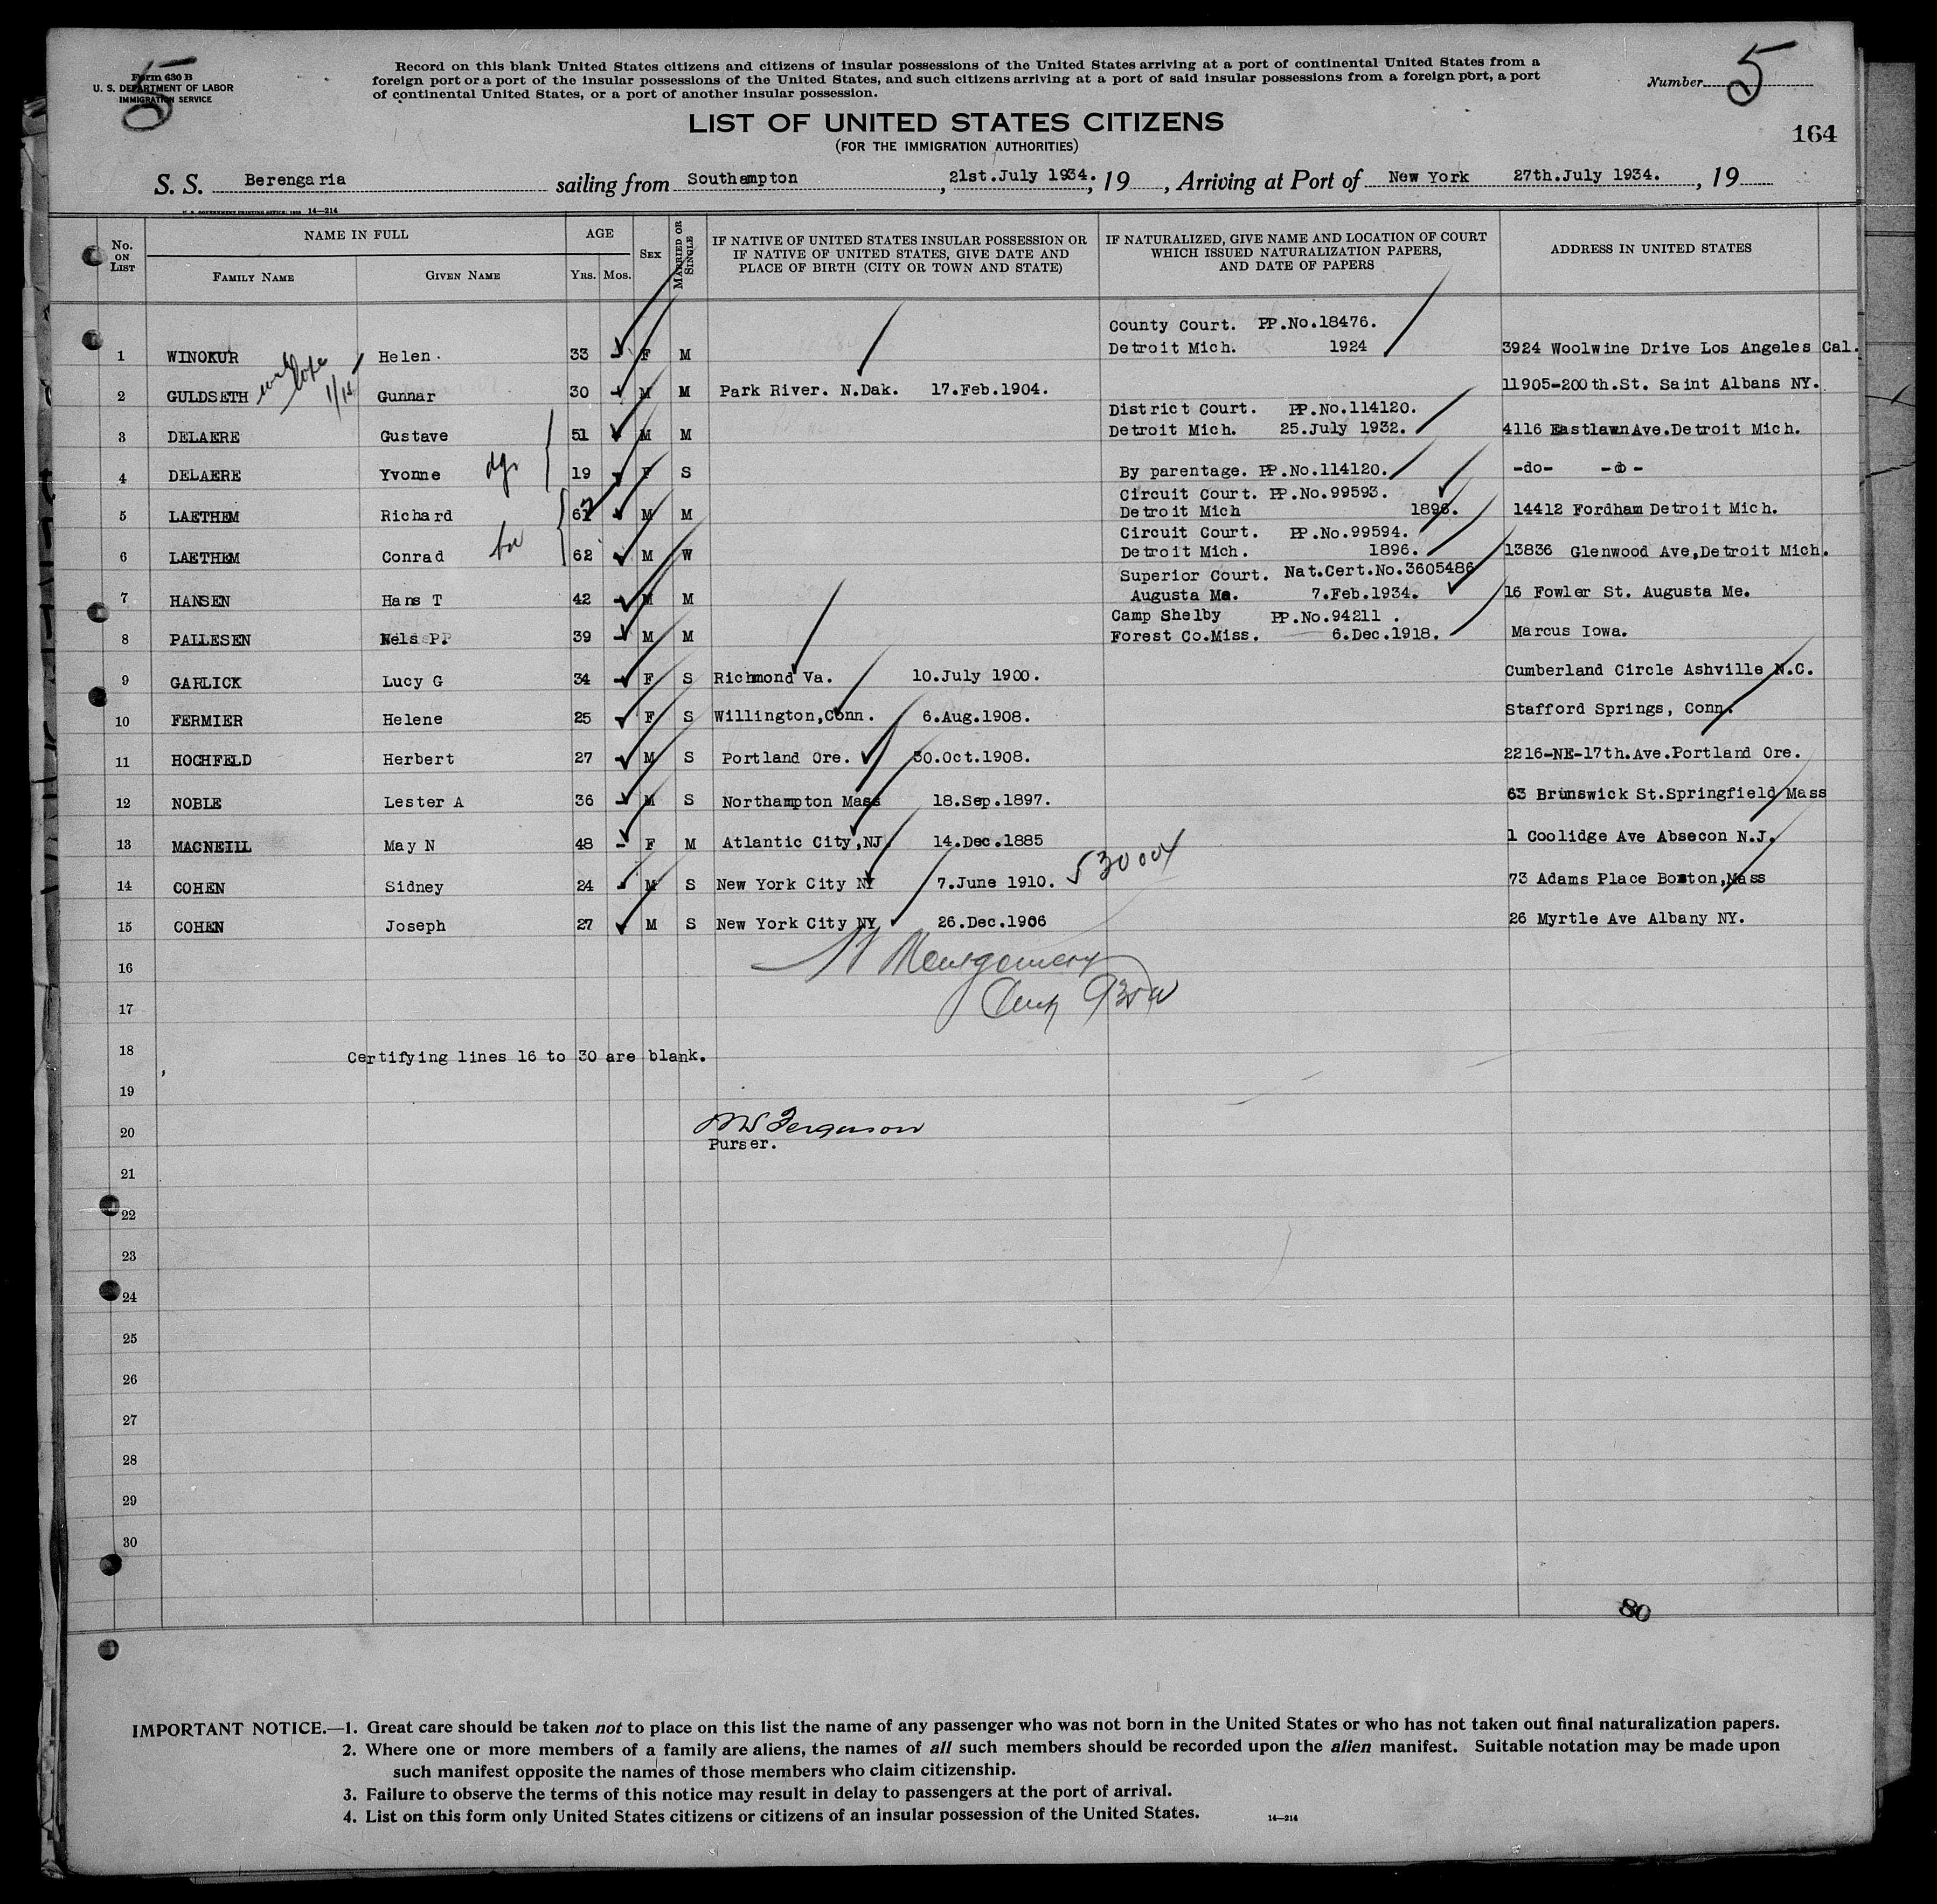 Form 630 B
U. S. DEPARTMENT OF LABOR
IMMIGRATION SERVICE
5
Record on this blank United States citizens and citizens of insular possessions of the United States arriving at a port of continental United States from a
foreign port or a port of the insular possessions of the United States, and such citizens arriving at a port of said insular possessions from a foreign port, a port
of continental United States, or a port of another insular possession.
Number 5
LIST OF UNITED STATES CITIZENS
(FOR THE IMMIGRATION AUTHORITIES)
164
S. S. Berengaria sailing from Southampton, 21st.July 1934., 19, Arriving at Port of New York 27th.July 1934., 19
14—214
No. ON LIST
NAME IN FULL
FAMILY NAME
GIVEN NAME
AGE
YRS. MOS.
SEX
MARRIED OR SINGLE
IF NATIVE OF UNITED STATES INSULAR POSSESSION OR
IF NATIVE OF UNITED STATES, GIVE DATE AND
PLACE OF BIRTH (CITY OR TOWN AND STATE)
IF NATURALIZED, GIVE NAME AND LOCATION OF COURT
WHICH ISSUED NATURALIZATION PAPERS,
AND DATE OF PAPERS
ADDRESS IN UNITED STATES
County Court. PP.No.18476.
1 WINOKUR Helen. 33 - F M Detroit Mich. 1924 3924 Woolwine Drive Los Angeles Cal.
2 GULDSETH 1/15 Gunnar 30 - M M Park River. N.Dak. 17.Feb.1904. 11905-200th.St. Saint Albans NY.
District Court. PP.No.114120.
3 DELAERE Gustave 51 M M Detroit Mich. 25.July 1932. 4116 Eastlawn Ave.Detroit Mich.
4 DELAERE Yvonne 19 - F S By parentage. PP.No.114120. -do- -do-
Circuit Court. PP.No.99593.
5 LAETHEM Richard 67 - M M Detroit Mich 1896. 14412 Fordham Detroit Mich.
Circuit Court. PP.No.99594.
6 LAETHEM Conrad 62 M W Detroit Mich. 1896. 13836 Glenwood Ave,Detroit Mich.
Superior Court. Nat.Cert.No.3605486
7 HANSEN Hans T 42 - M M Augusta Me. 7.Feb.1934. 16 Fowler St. Augusta Me.
Camp Shelby PP.No.94211 .
8 PALLESEN Nels P. 39 - M M Forest Co.Miss. 6.Dec.1918. Marcus Iowa.
9 GARLICK Lucy G 34 - F S Richmond Va. 10.July 1900. Cumberland Circle Ashville N.C.
10 FERMIER Helene 25 - F S Willington,Conn. 6.Aug.1908. Stafford Springs, Conn.
11 HOCHFELD Herbert 27 - M S Portland Ore. 30.Oct.1908. 2216-NE-17th.Ave.Portland Ore.
12 NOBLE Lester A 36 - M S Northampton Mass 18.Sep.1897. 63 Brunswick St.Springfield Mass
13 MACNEILL May N 48 - F M Atlantic City,NJ. 14.Dec.1885 1 Coolidge Ave Absecon N.J.
14 COHEN Sidney 24 - M S New York City NY 7.June 1910. 73 Adams Place Boston,Mass
15 COHEN Joseph 27 - M S New York City NY 26.Dec.1906 26 Myrtle Ave Albany NY.
16
Montgomery
17
18 Certifying lines 16 to 30 are blank.
19
20 Ferguson
Purser.
21
22
23
24
25
26
27
28
29
30
80
IMPORTANT NOTICE.—1. Great care should be taken not to place on this list the name of any passenger who was not born in the United States or who has not taken out final naturalization papers.
2. Where one or more members of a family are aliens, the names of all such members should be recorded upon the alien manifest. Suitable notation may be made upon
such manifest opposite the names of those members who claim citizenship.
3. Failure to observe the terms of this notice may result in delay to passengers at the port of arrival.
4. List on this form only United States citizens or citizens of an insular possession of the United States.
14—214